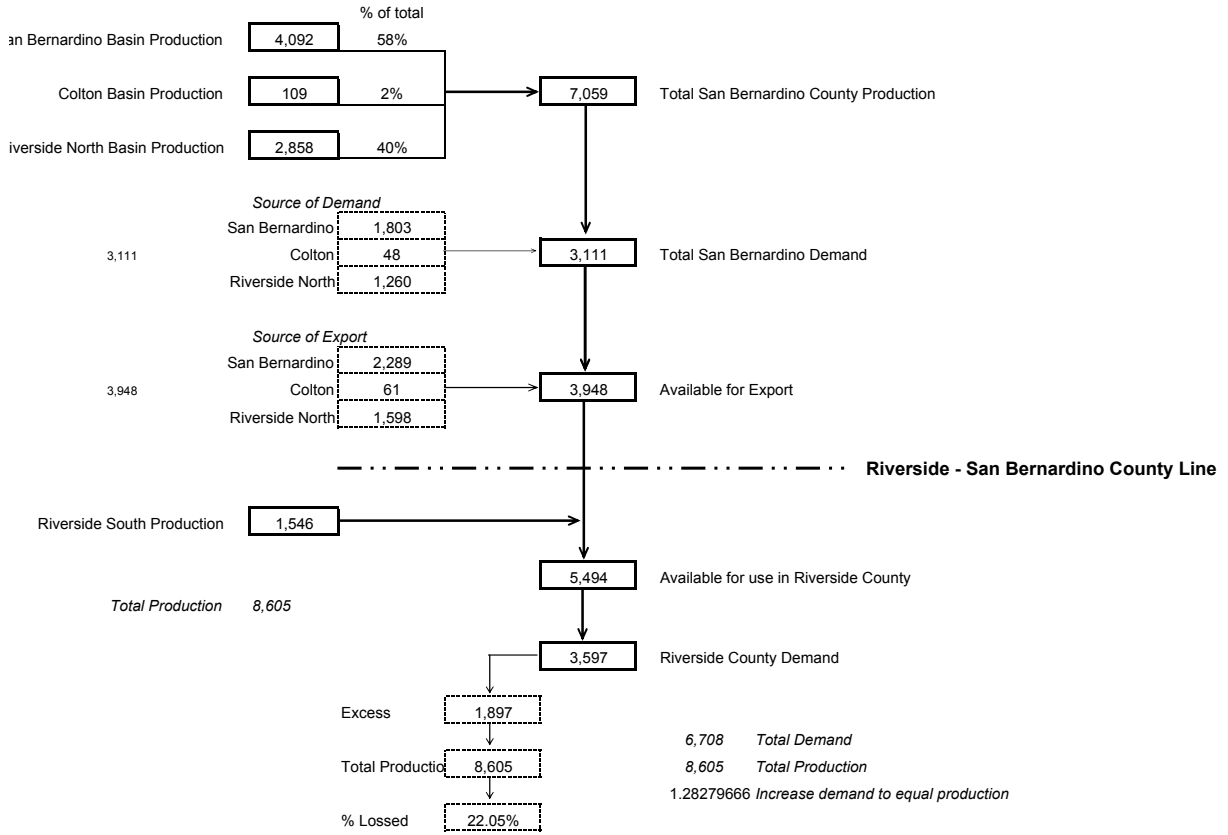 % of total
an Bernardino Basin Production 4,092 58%
Colton Basin Production 109 2% 7,059 Total San Bernardino County Production
iverside North Basin Production 2,858 40%
Source of Demand
San Bernardino 1,803
3,111 Colton 48 3,111 Total San Bernardino Demand
Riverside North 1,260
Source of Export
San Bernardino 2,289
3,948 Colton 61 3,948 Available for Export
Riverside North 1,598
Riverside - San Bernardino County Line
Riverside South Production 1,546
5,494 Available for use in Riverside County
Total Production 8,605
3,597 Riverside County Demand
Excess 1,897
6,708 Total Demand
Total Productio 8,605 8,605 Total Production
1.28279666 Increase demand to equal production
% Lossed 22.05%